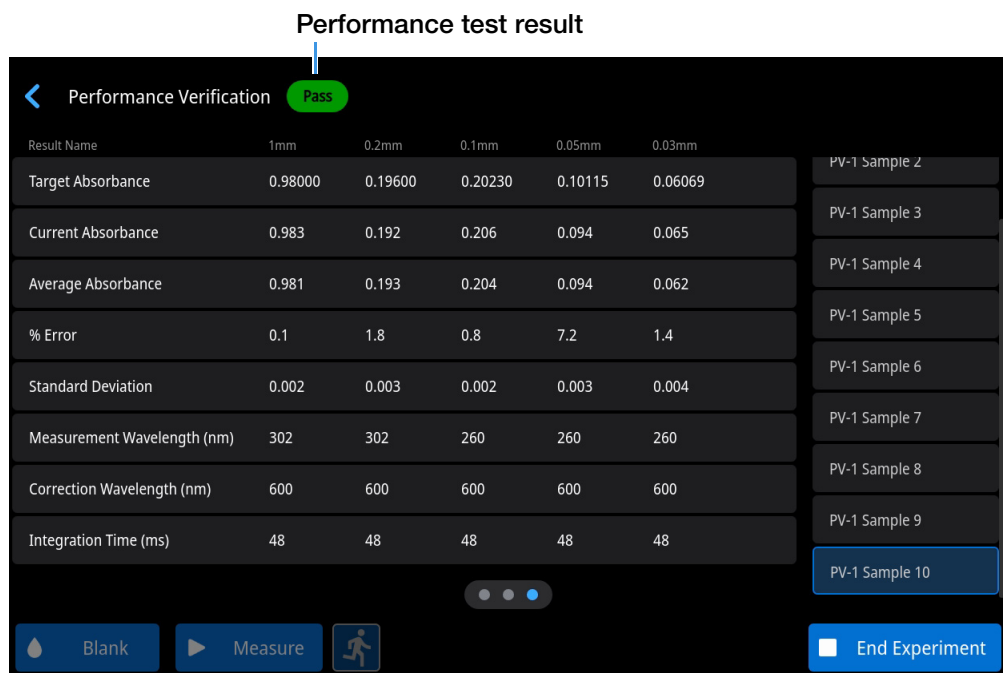 Performance test result
Performance Verification Pass
Result Name 1mm 0.2mm 0.1mm 0.05mm 0.03mm
Target Absorbance 0.98000 0.19600 0.20230 0.10115 0.06069
Current Absorbance 0.983 0.192 0.206 0.094 0.065
Average Absorbance 0.981 0.193 0.204 0.094 0.062
% Error 0.1 1.8 0.8 7.2 1.4
Standard Deviation 0.002 0.003 0.002 0.003 0.004
Measurement Wavelength (nm) 302 302 260 260 260
Correction Wavelength (nm) 600 600 600 600 600
Integration Time (ms) 48 48 48 48 48
PV-1 Sample 2
PV-1 Sample 3
PV-1 Sample 4
PV-1 Sample 5
PV-1 Sample 6
PV-1 Sample 7
PV-1 Sample 8
PV-1 Sample 9
PV-1 Sample 10
Blank Measure End Experiment